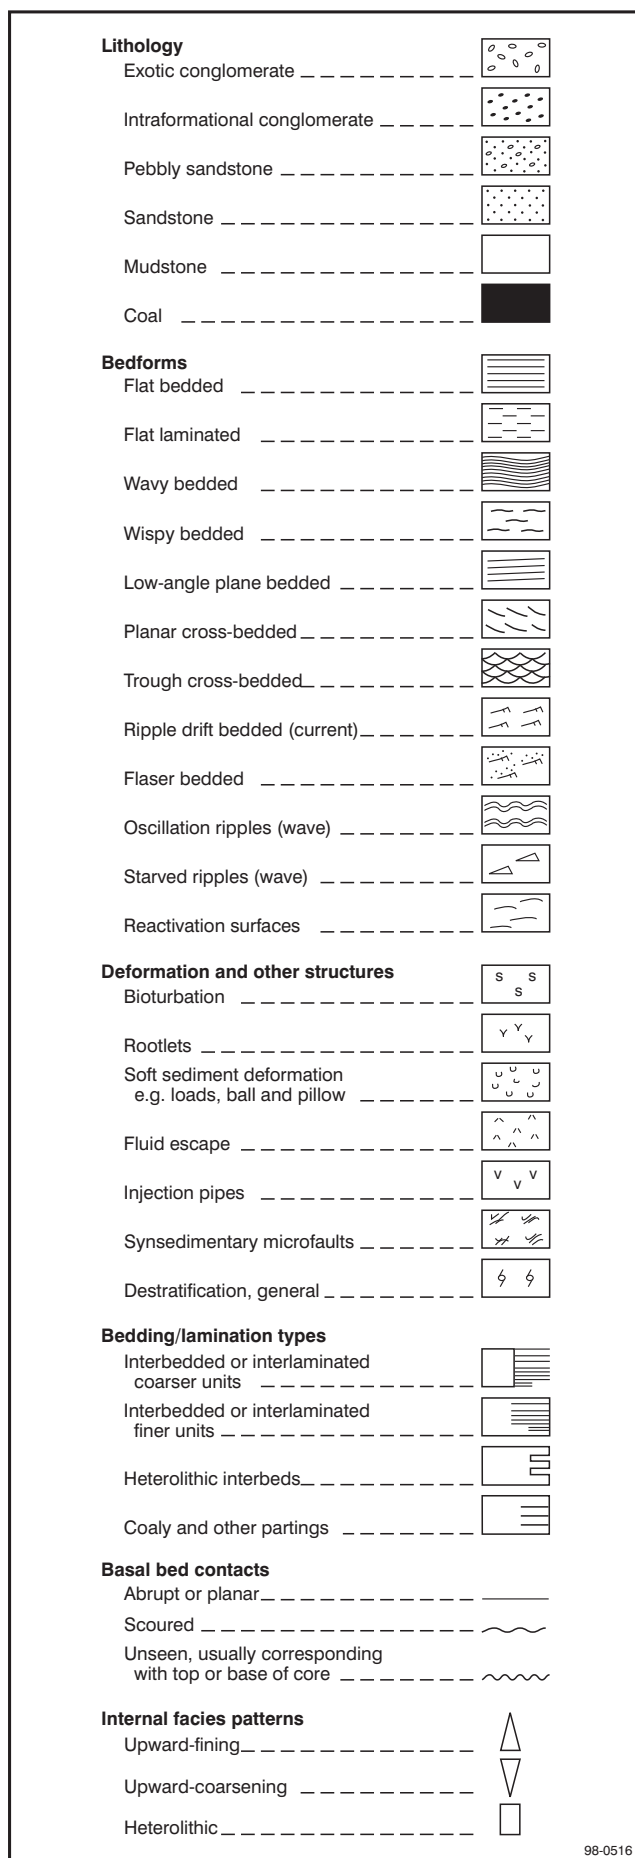 Lithology
Exotic conglomerate
Intraformational conglomerate
Pebbly sandstone
Sandstone
Mudstone
Coal
Bedforms
Flat bedded
Flat laminated
Wavy bedded
Wispy bedded
Low-angle plane bedded
Planar cross-bedded
Trough cross-bedded
Ripple drift bedded (current)
Flaser bedded
Oscillation ripples (wave)
Starved ripples (wave)
Reactivation surfaces
Deformation and other structures
Bioturbation
S S
S
Rootlets
Soft sediment deformation
e.g. loads, ball and pillow
Fluid escape
Injection pipes
V V
V
Synsedimentary microfaults
Destratification, general
Bedding/lamination types
Interbedded or interlaminated
coarser units
Interbedded or interlaminated
finer units
Heterolithic interbeds
Coaly and other partings
Basal bed contacts
Abrupt or planar
Scoured
Unseen, usually corresponding
with top or base of core
Internal facies patterns
Upward-fining
Upward-coarsening
Heterolithic
98-0516